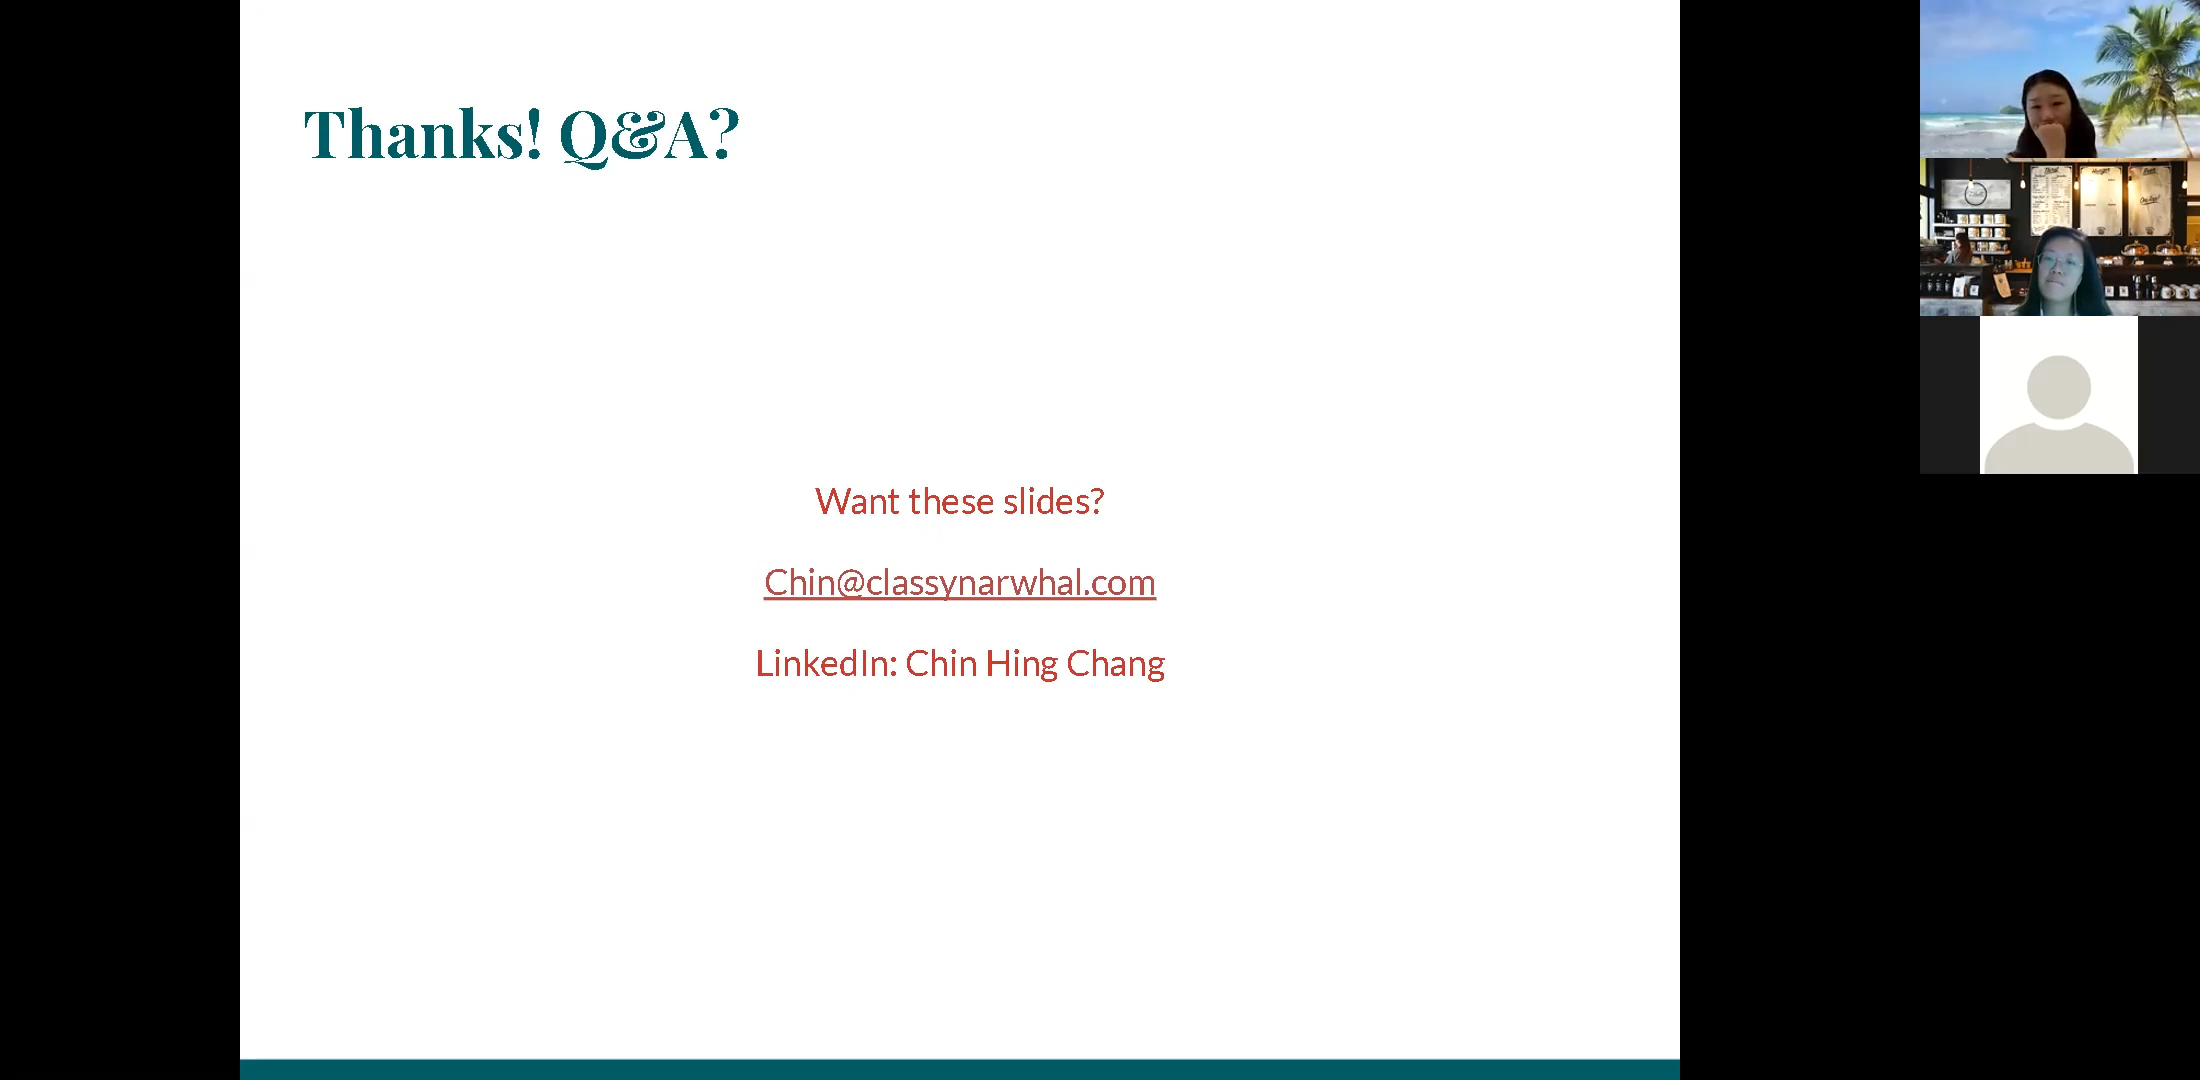 Thanks! Q&A?
Want these slides?
Chin@classynarwhal.com
LinkedIn: Chin Hing Chang